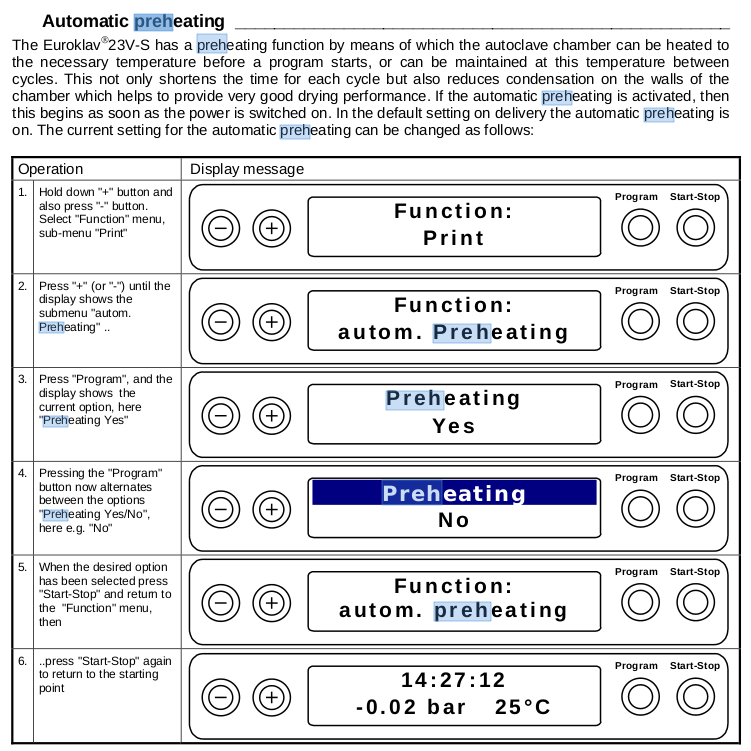 Automatic preheating
The Euroklav®23V-S has a preheating function by means of which the autoclave chamber can be heated to
the necessary temperature before a program starts, or can be maintained at this temperature between
cycles. This not only shortens the time for each cycle but also reduces condensation on the walls of the
chamber which helps to provide very good drying performance. If the automatic preheating is activated, then
this begins as soon as the power is switched on. In the default setting on delivery the automatic preheating is
on. The current setting for the automatic preheating can be changed as follows:
Operation
Display message
1.
Hold down "+" button and
also press "-" button.
Select "Function" menu,
sub-menu "Print"
Function:
Print
Program Start-Stop
2.
Press "+" (or "-") until the
display shows the
submenu "autom.
Preheating" ..
Function:
autom. Preheating
Program Start-Stop
3.
Press "Program", and the
display shows the
current option, here
"Preheating Yes"
Preheating
Yes
Program Start-Stop
4.
Pressing the "Program"
button now alternates
between the options
"Preheating Yes/No",
here e.g. "No"
Preheating
No
Program Start-Stop
5.
When the desired option
has been selected press
"Start-Stop" and return to
the "Function" menu,
then
Function:
autom. preheating
Program Start-Stop
6.
..press "Start-Stop" again
to return to the starting
point
14:27:12
-0.02 bar 25°C
Program Start-Stop